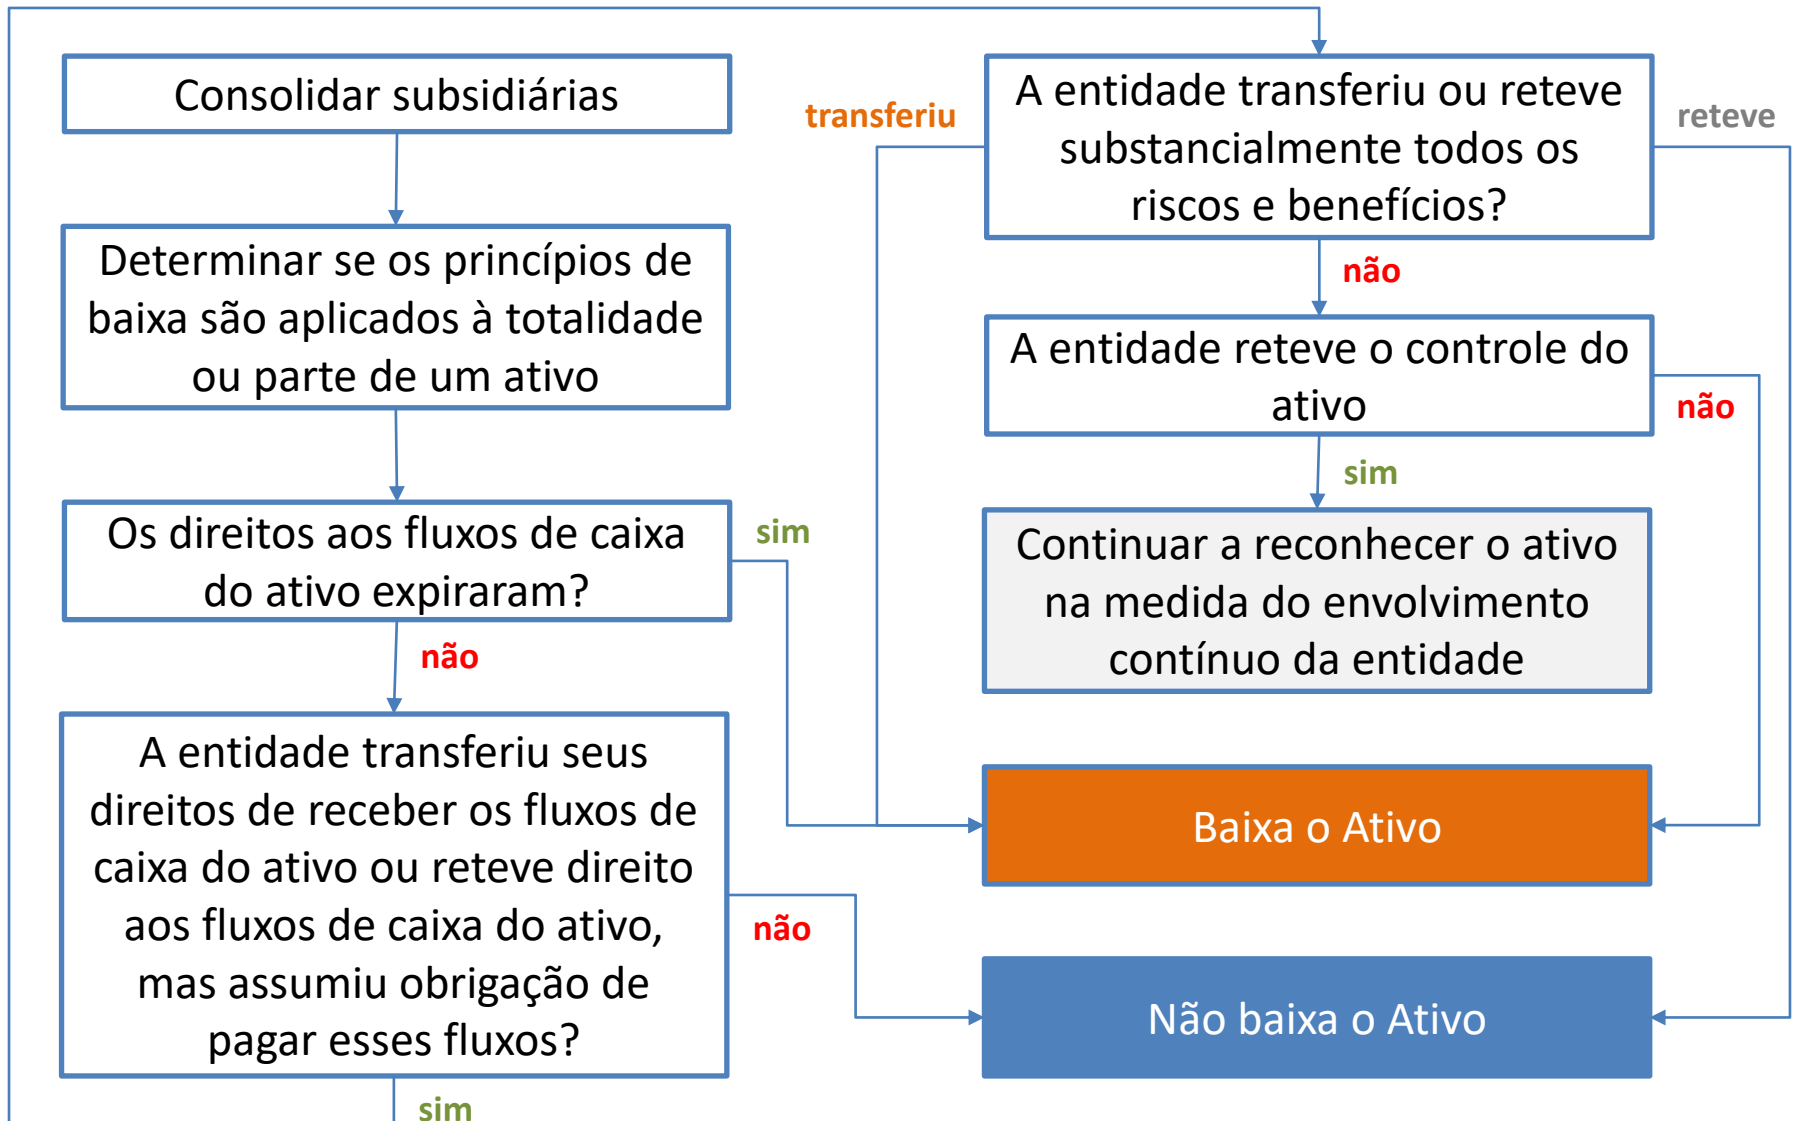 Consolidar subsidiárias
Determinar se os princípios de
baixa são aplicados à totalidade
ou parte de um ativo
Os direitos aos fluxos de caixa
do ativo expiraram?
sim
não
A entidade transferiu seus
direitos de receber os fluxos de
caixa do ativo ou reteve direito
aos fluxos de caixa do ativo,
mas assumiu obrigação de
pagar esses fluxos?
não
sim
transferiu
A entidade transferiu ou reteve
substancialmente todos os
riscos e benefícios?
reteve
não
A entidade reteve o controle do
ativo
não
sim
Continuar a reconhecer o ativo
na medida do envolvimento
contínuo da entidade
Baixa o Ativo
Não baixa o Ativo